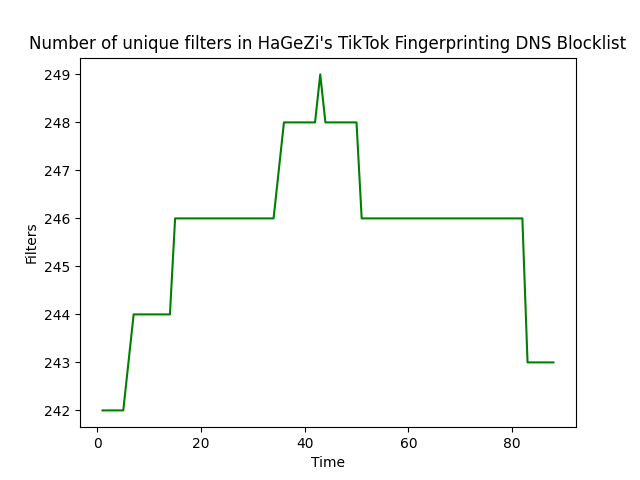 Number of unique filters in HaGeZi's TikTok Fingerprinting DNS Blocklist
249
248
247
246
245
244
243
242
Filters
0 20 40 60 80
Time